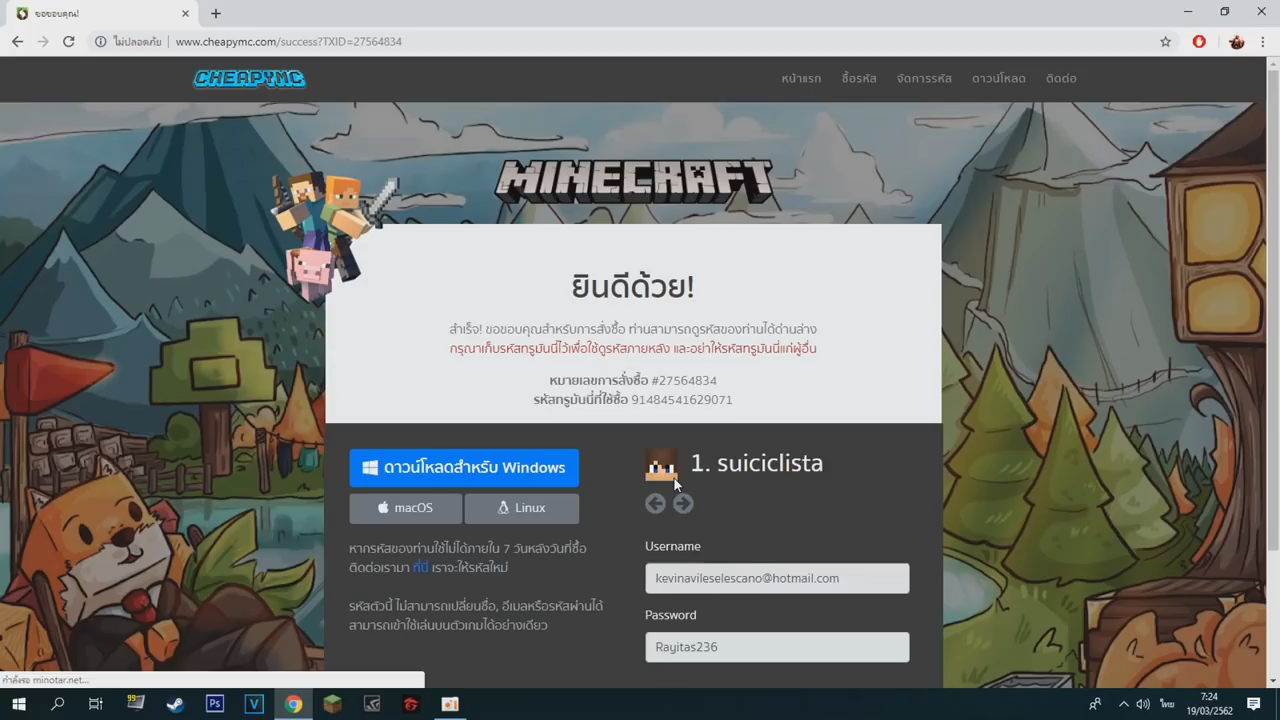 ขอขอบคุณ!
ไม่ปลอดภัย
www.cheapymc.com/success?TXID=27564834
CHEAPYMC
หน้าแรก
ซื้อรหัส
จัดการรหัส
ดาวน์โหลด
ติดต่อ
MINECRAFT
ยินดีด้วย!
สำเร็จ! ขอขอบคุณสำหรับการสั่งซื้อ ท่านสามารถดูรหัสของท่านได้ด่านล่าง
กรุณาเก็บรหัสทรูมันนี่ไว้เพื่อใช้ดูรหัสภายหลัง และอย่าให้รหัสทรูมันนี่แก่ผู้อื่น
หมายเลขการสั่งซื้อ #27564834
รหัสทรูมันนี่ที่ใช้ซื้อ 91484541629071
ดาวน์โหลดสำหรับ Windows
macOS
Linux
หากรหัสของท่านใช้ไม่ได้ภายใน 7 วันหลังวันที่ซื้อ
ติดต่อเรามา ที่นี่ เราจะให้รหัสใหม่
รหัสตัวนี้ ไม่สามารถเปลี่ยนชื่อ, อีเมลหรือรหัสผ่านได้
สามารถเข้าใช้เล่นบนตัวเกมได้อย่างเดียว
1. suiciclista
Username
kevinavileselescano@hotmail.com
Password
Rayitas236
กำลังรอ minotar.net...
99
Ps
V
ไทย
7:24
19/03/2562